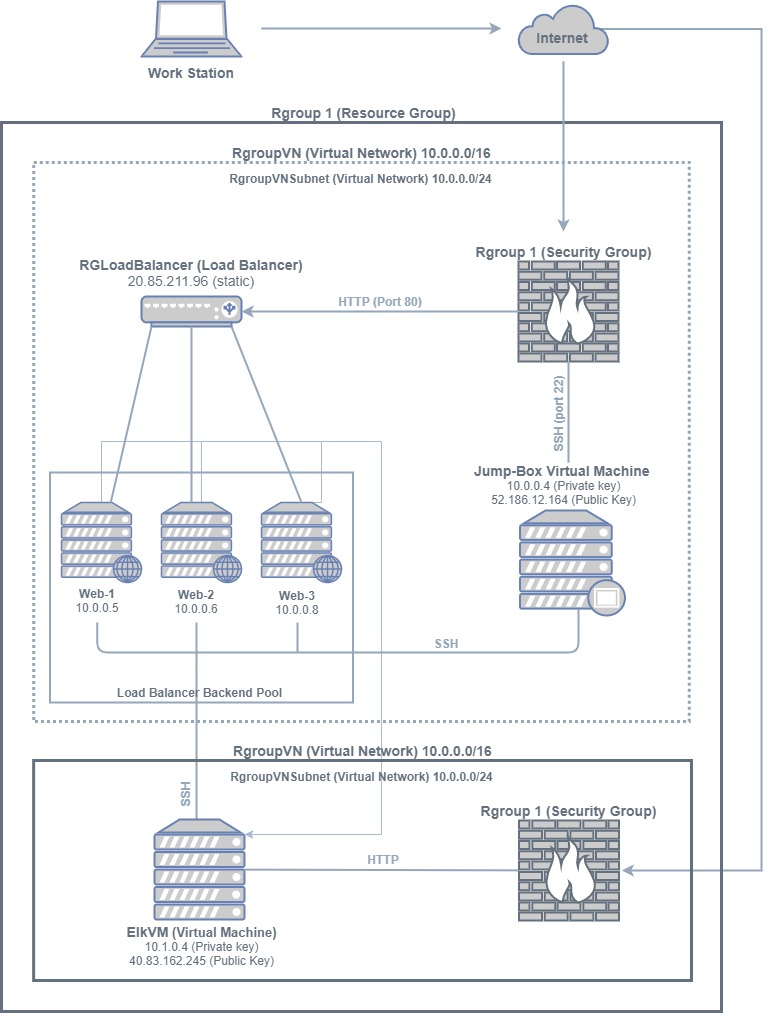 Internet
Work Station
Rgroup 1 (Resource Group)
RgroupVN (Virtual Network) 10.0.0.0/16
RgroupVNSubnet (Virtual Network) 10.0.0.0/24
Rgroup 1 (Security Group)
RGLoadBalancer (Load Balancer)
20.85.211.96 (static)
HTTP (Port 80)
SSH (port 22)
Jump-Box Virtual Machine
10.0.0.4 (Private key)
52.186.12.164 (Public Key)
Web-1
10.0.0.5
Web-2
10.0.0.6
Web-3
10.0.0.8
SSH
Load Balancer Backend Pool
RgroupVN (Virtual Network) 10.0.0.0/16
RgroupVNSubnet (Virtual Network) 10.0.0.0/24
SSH
Rgroup 1 (Security Group)
HTTP
ElkVM (Virtual Machine)
10.1.0.4 (Private key)
40.83.162.245 (Public Key)